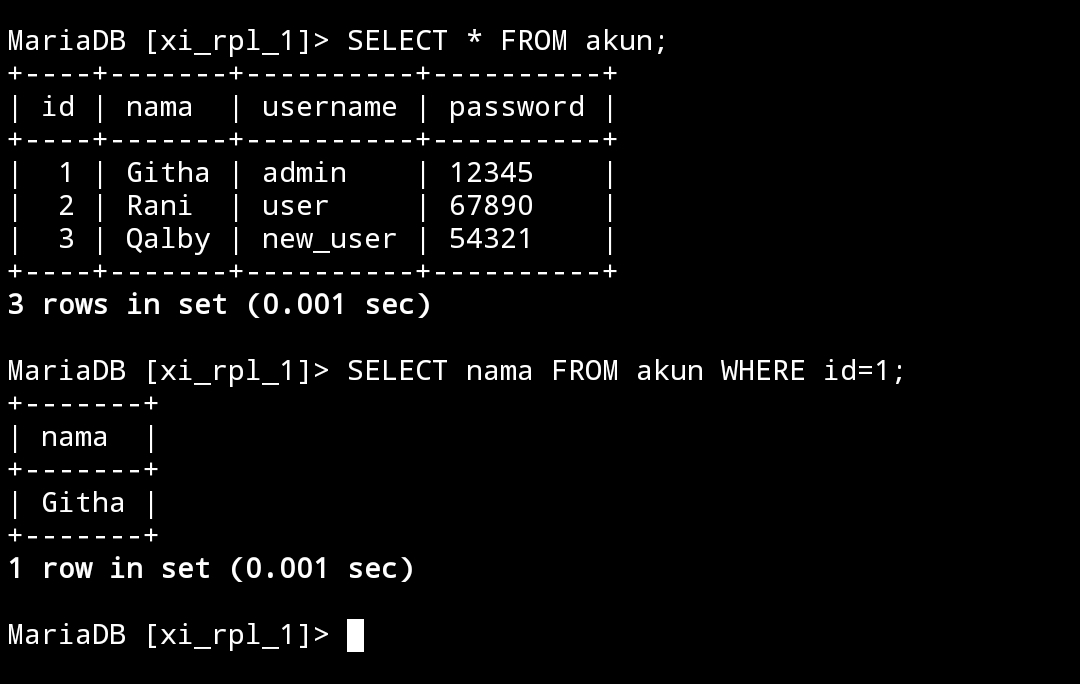 MariaDB [xi_rpl_1]> SELECT * FROM akun;
+----+-------+----------+----------+
| id | nama  | username | password |
+----+-------+----------+----------+
|  1 | Githa | admin    | 12345    |
|  2 | Rani  | user     | 67890    |
|  3 | Qalby | new_user | 54321    |
+----+-------+----------+----------+
3 rows in set (0.001 sec)

MariaDB [xi_rpl_1]> SELECT nama FROM akun WHERE id=1;
+-------+
| nama  |
+-------+
| Githa |
+-------+
1 row in set (0.001 sec)

MariaDB [xi_rpl_1]>